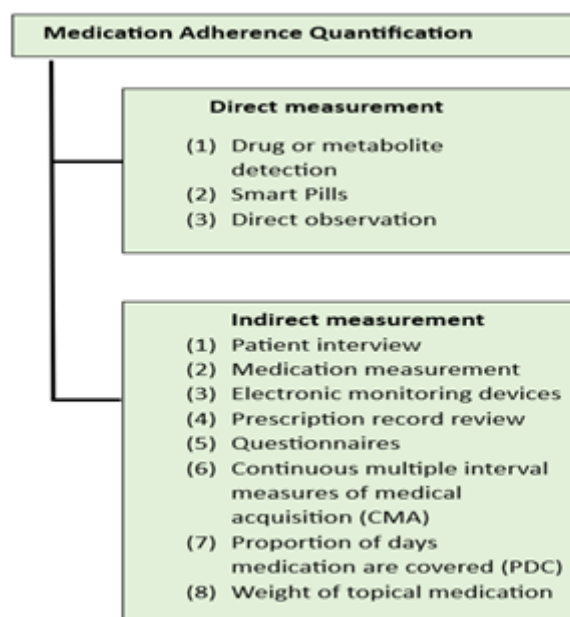 Medication Adherence Quantification
Direct measurement
(1) Drug or metabolite
detection
(2) Smart Pills
(3) Direct observation
Indirect measurement
(1) Patient interview
(2) Medication measurement
(3) Electronic monitoring devices
(4) Prescription record review
(5) Questionnaires
(6) Continuous multiple interval
measures of medical
acquisition (CMA)
(7) Proportion of days
medication are covered (PDC)
(8) Weight of topical medication